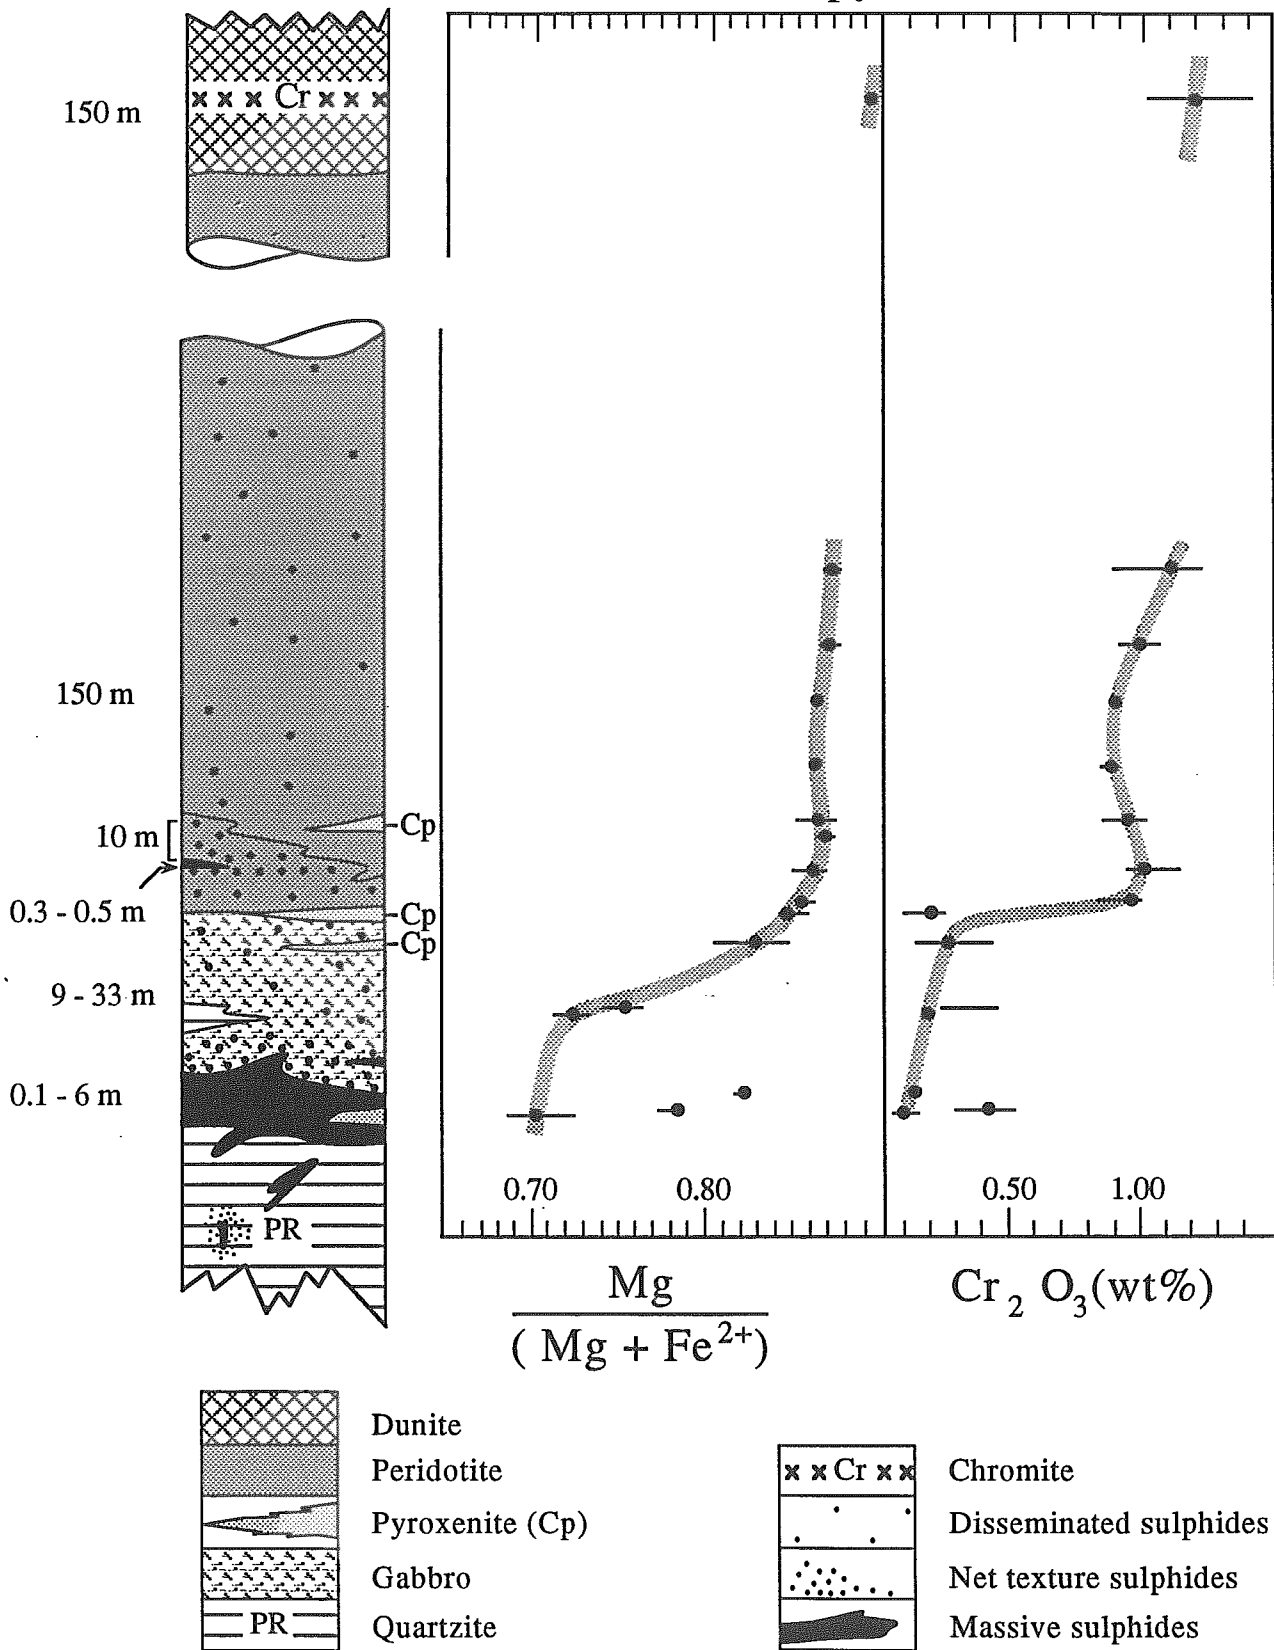 Cr
150 m
150 m
10 m
Cp
0.3 - 0.5 m
Cp
Cp
9 - 33 m
0.1 - 6 m
PR
0.70 0.80 0.50 1.00
Mg
( Mg + Fe²⁺)
Cr₂ O₃(wt%)
Dunite
Peridotite
Pyroxenite (Cp)
Gabbro
PR Quartzite
Cr Chromite
Disseminated sulphides
Net texture sulphides
Massive sulphides